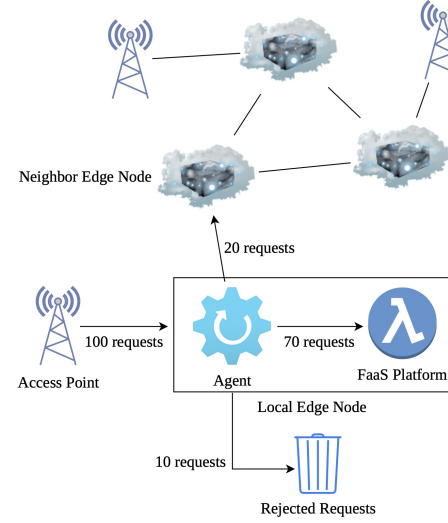 Neighbor Edge Node
20 requests
100 requests
70 requests
Access Point
Agent
FaaS Platform
Local Edge Node
10 requests
Rejected Requests